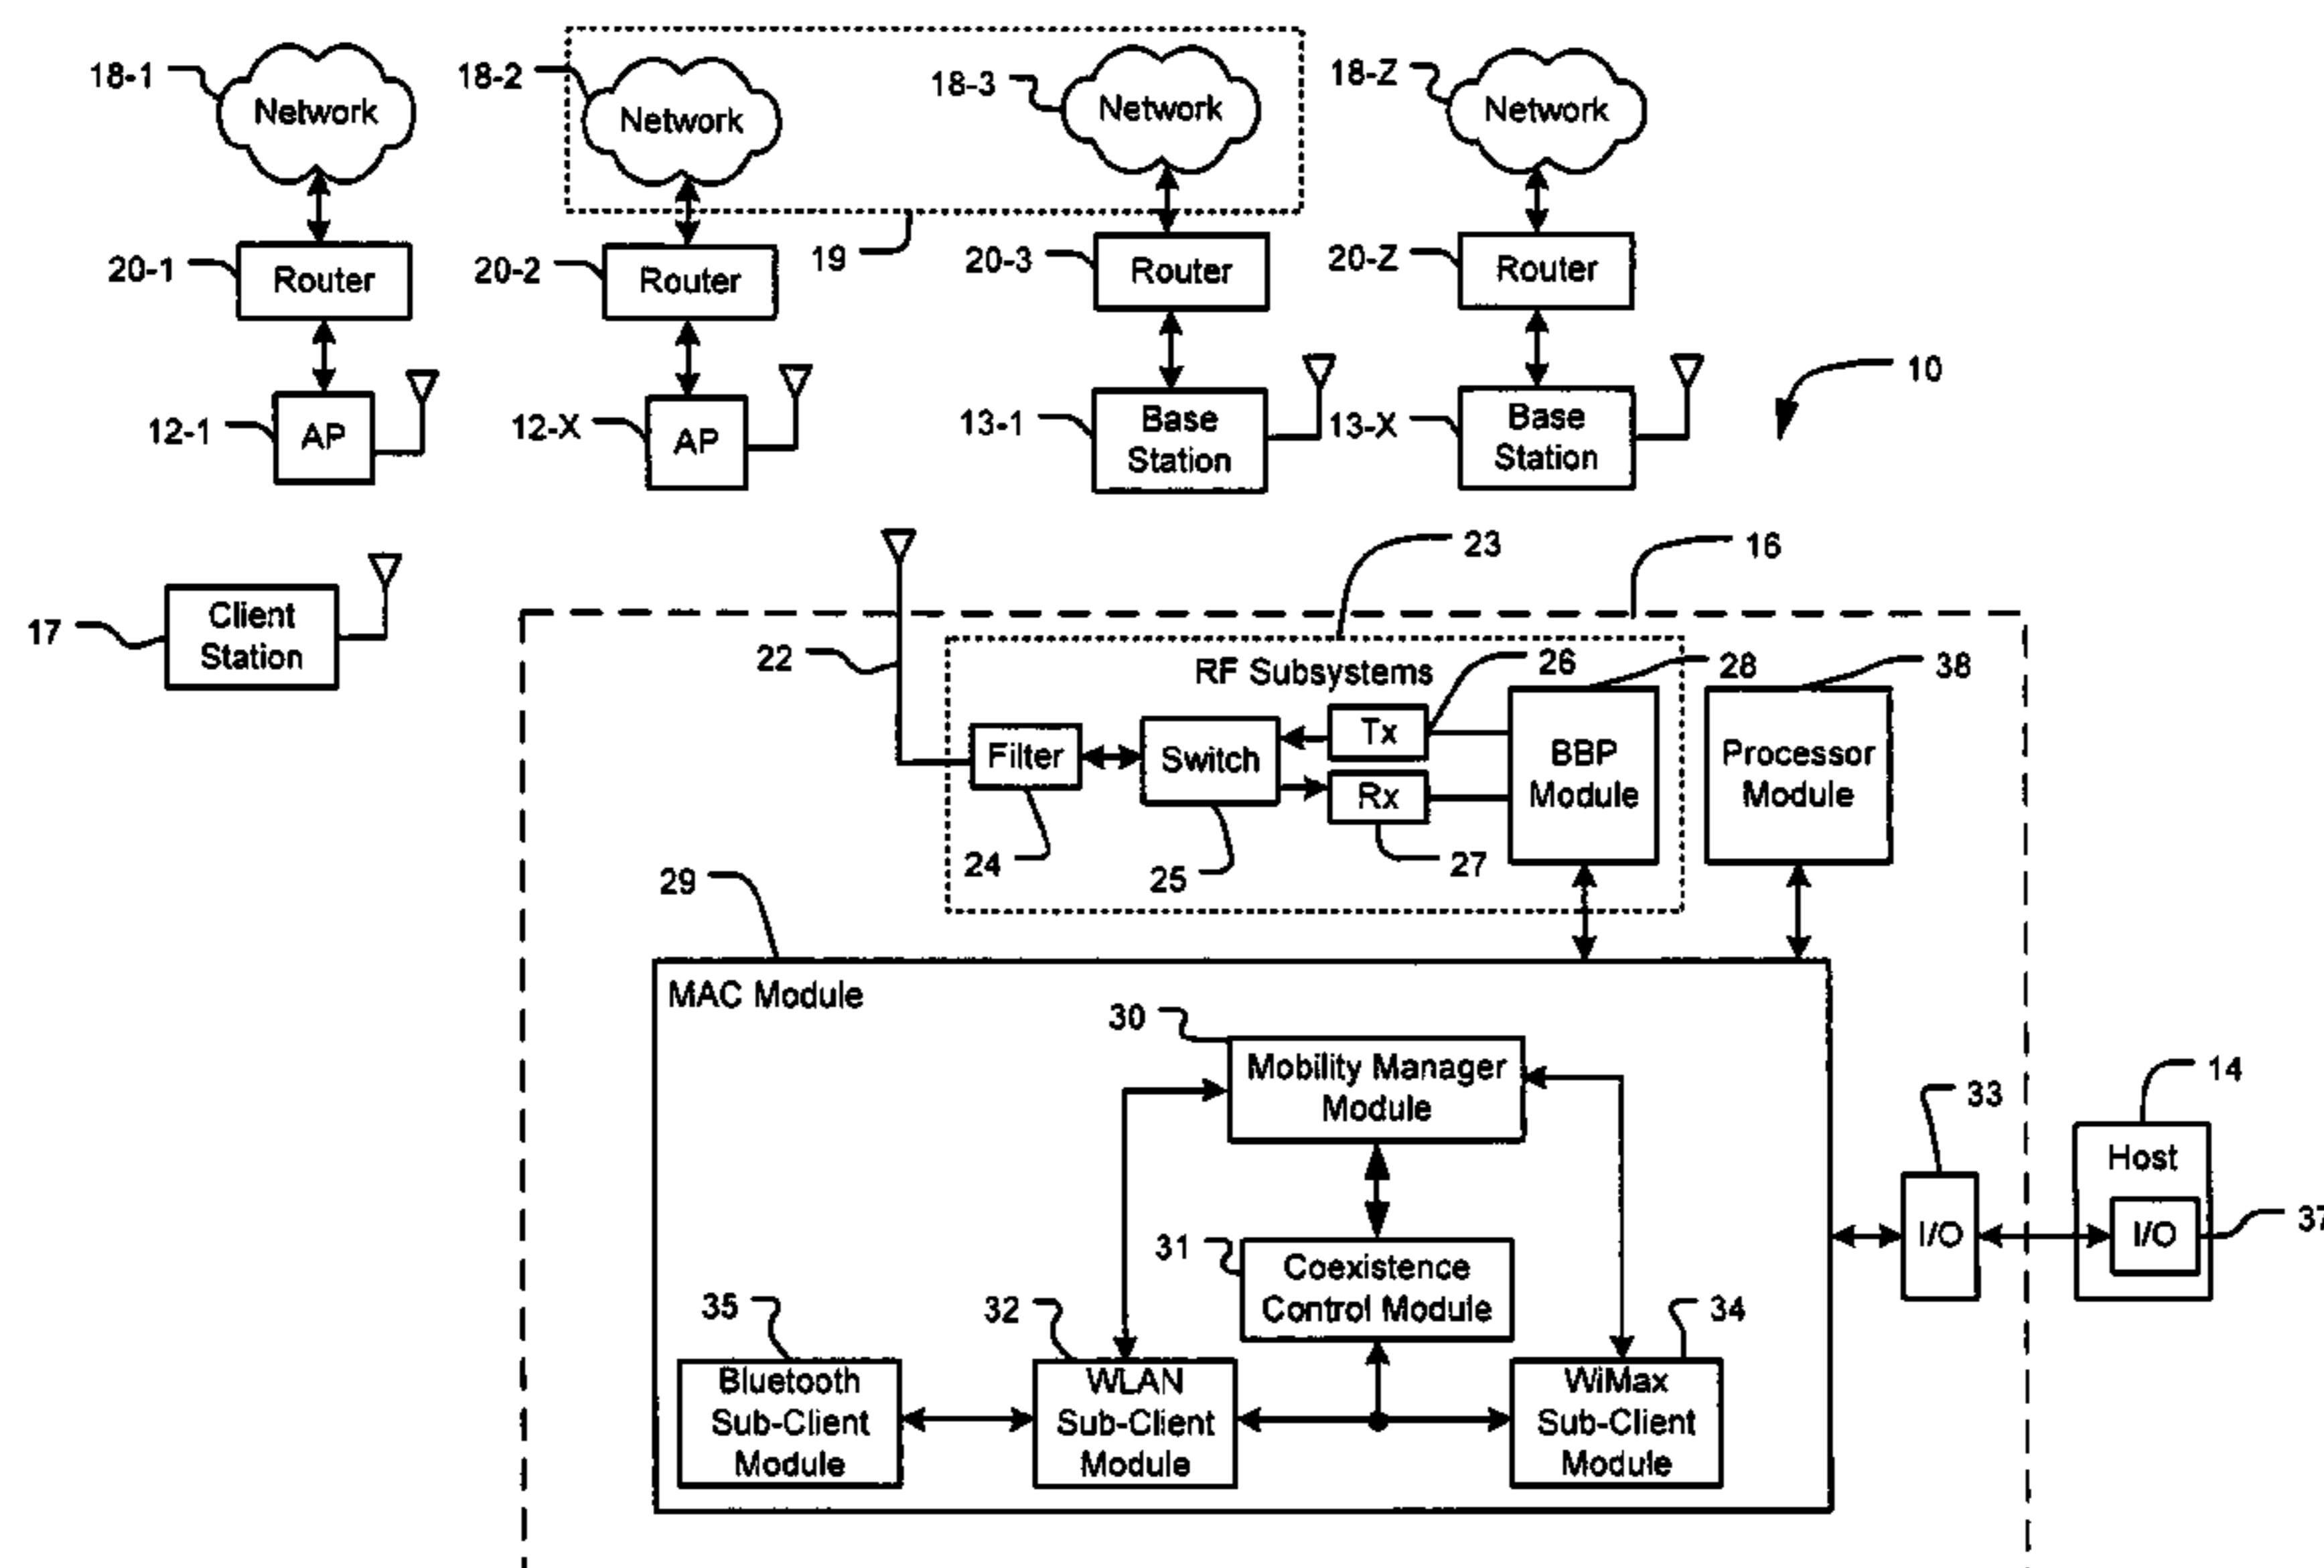 18-1
Network
18-2
Network
18-3
Network
18-Z
Network
20-1
Router
20-2
Router
19
20-3
Router
20-Z
Router
10
12-1
AP
12-X
AP
13-1
Base
Station
13-X
Base
Station
17
Client
Station
23
16
22
RF Subsystems
26
28
38
Filter
Switch
Tx
Rx
BBP
Module
Processor
Module
24
25
27
29
MAC Module
30
Mobility Manager
Module
33
14
Host
I/O
I/O
31
Coexistence
Control Module
35
32
34
Bluetooth
Sub-Client
Module
WLAN
Sub-Client
Module
WiMax
Sub-Client
Module